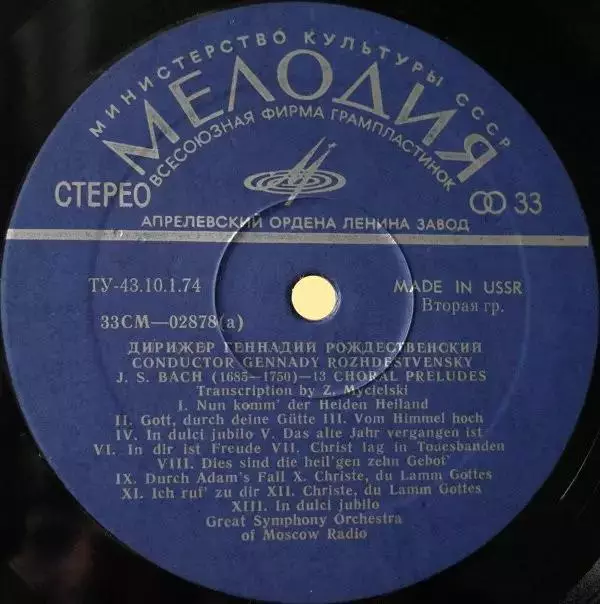 МИНИСТЕРСТВО КУЛЬТУРЫ СССР
МЕЛОДИЯ
ВСЕСОЮЗНАЯ ФИРМА ГРАМПЛАСТИНОК
СТЕРЕО
33
АПРЕЛЕВСКИЙ ОРДЕНА ЛЕНИНА ЗАВОД
ТУ-43.10.1.74
MADE IN USSR
Вторая гр.
33СМ—02878(а)
ДИРИЖЕР ГЕННАДИЙ РОЖДЕСТВЕНСКИЙ
CONDUCTOR GENNADY ROZHDESTVENSKY
J. S. BACH (1685—1750)—13 CHORAL PRELUDES
Transcription by Z. Mycielski
I. Nun komm' der Heiden Heiland
II. Gott, durch deine Gütte III. Vom Himmel hoch
IV. In dulci jubilo V. Das alte Jahr vergangen ist
VI. In dir ist Freude VII. Christ lag in Touesbanden
VIII. Dies sind die heil'gen zehn Gebot'
IX. Durch Adam's Fall X. Christe, du Lamm Gottes
XI. Ich ruf' zu dir XII. Christe, du Lamm Gottes
XIII. In dulci jubilo
Great Symphony Orchestra
of Moscow Radio